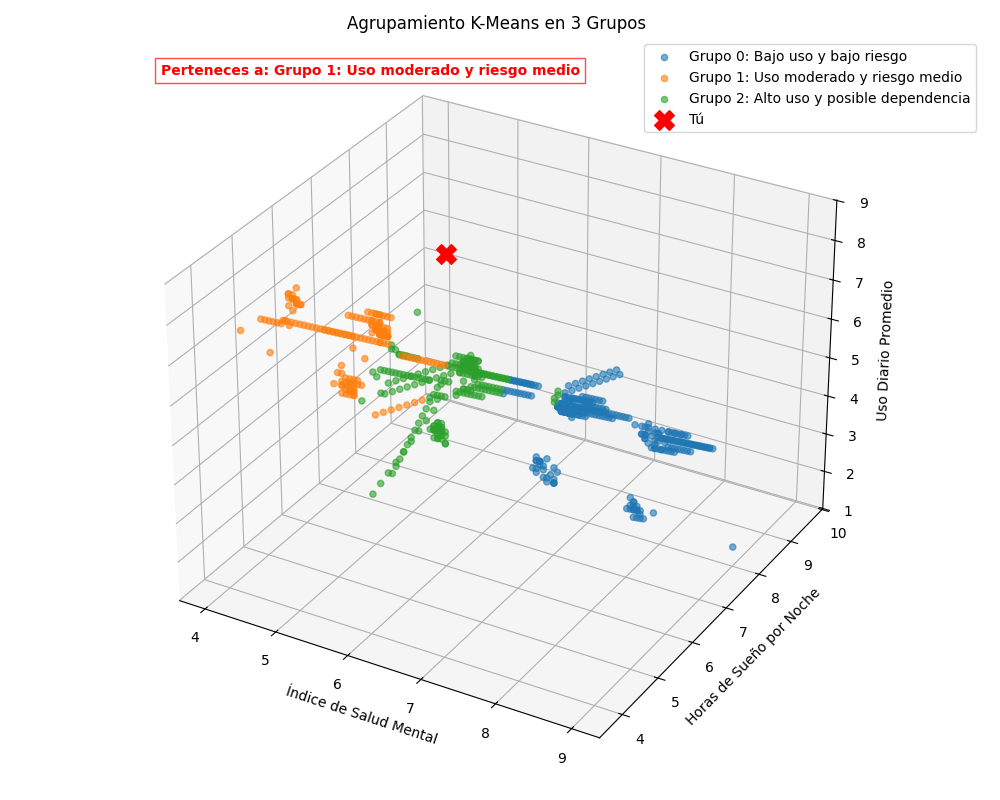 Agrupamiento K-Means en 3 Grupos
Perteneces a: Grupo 1: Uso moderado y riesgo medio
Grupo 0: Bajo uso y bajo riesgo
Grupo 1: Uso moderado y riesgo medio
Grupo 2: Alto uso y posible dependencia
Tú
9
8
7
6
5
4
3
2
1
Uso Diario Promedio
10
9
8
7
6
5
4
Horas de Sueño por Noche
4
5
6
7
8
9
Índice de Salud Mental